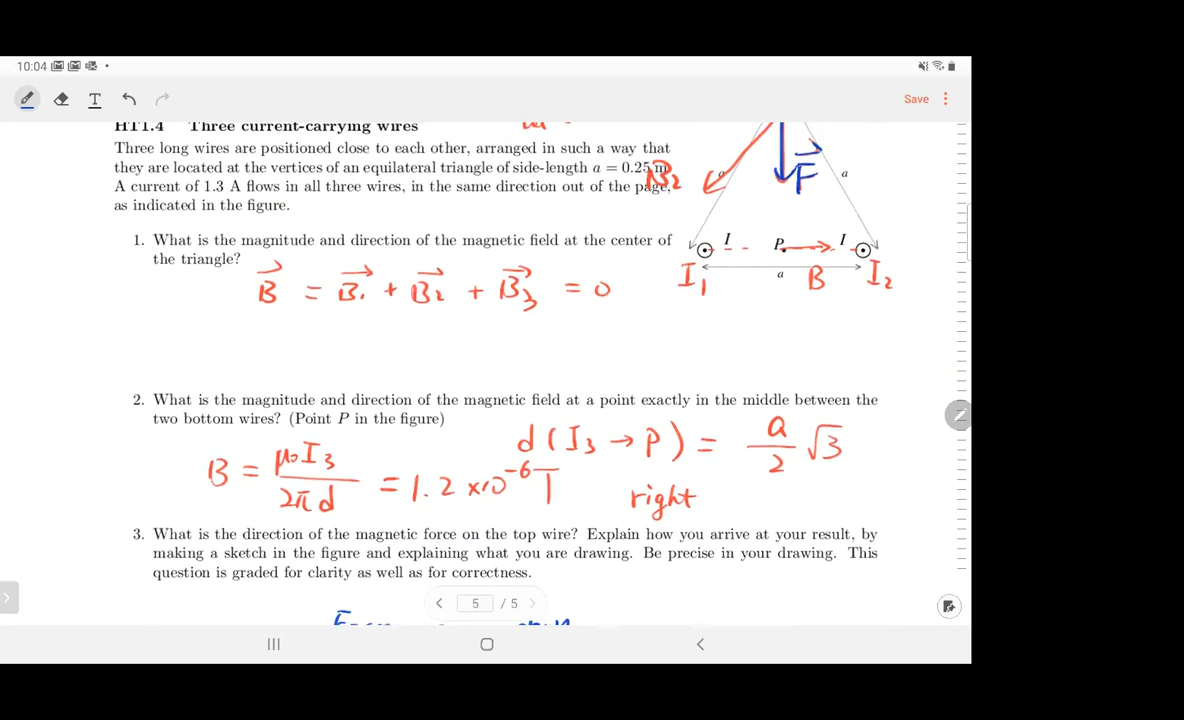 10:04
T
Save
HT1.4 Three current-carrying wires
Three long wires are positioned close to each other, arranged in such a way that
they are located at the vertices of an equilateral triangle of side-length a = 0.25 m.
A current of 1.3 A flows in all three wires, in the same direction out of the page,
as indicated in the figure.
B₂
F
a
a
1. What is the magnitude and direction of the magnetic field at the center of
the triangle?
I
P
I
a
I₁
B
I₂
B = B₁ + B₂ + B₃ = 0
2. What is the magnitude and direction of the magnetic field at a point exactly in the middle between the
two bottom wires? (Point P in the figure)
d(I₃→P) = a/2 √3
B = μ₀I₃/2πd = 1.2 ×10⁻⁶ T
right
3. What is the direction of the magnetic force on the top wire? Explain how you arrive at your result, by
making a sketch in the figure and explaining what you are drawing. Be precise in your drawing. This
question is graded for clarity as well as for correctness.
5 / 5